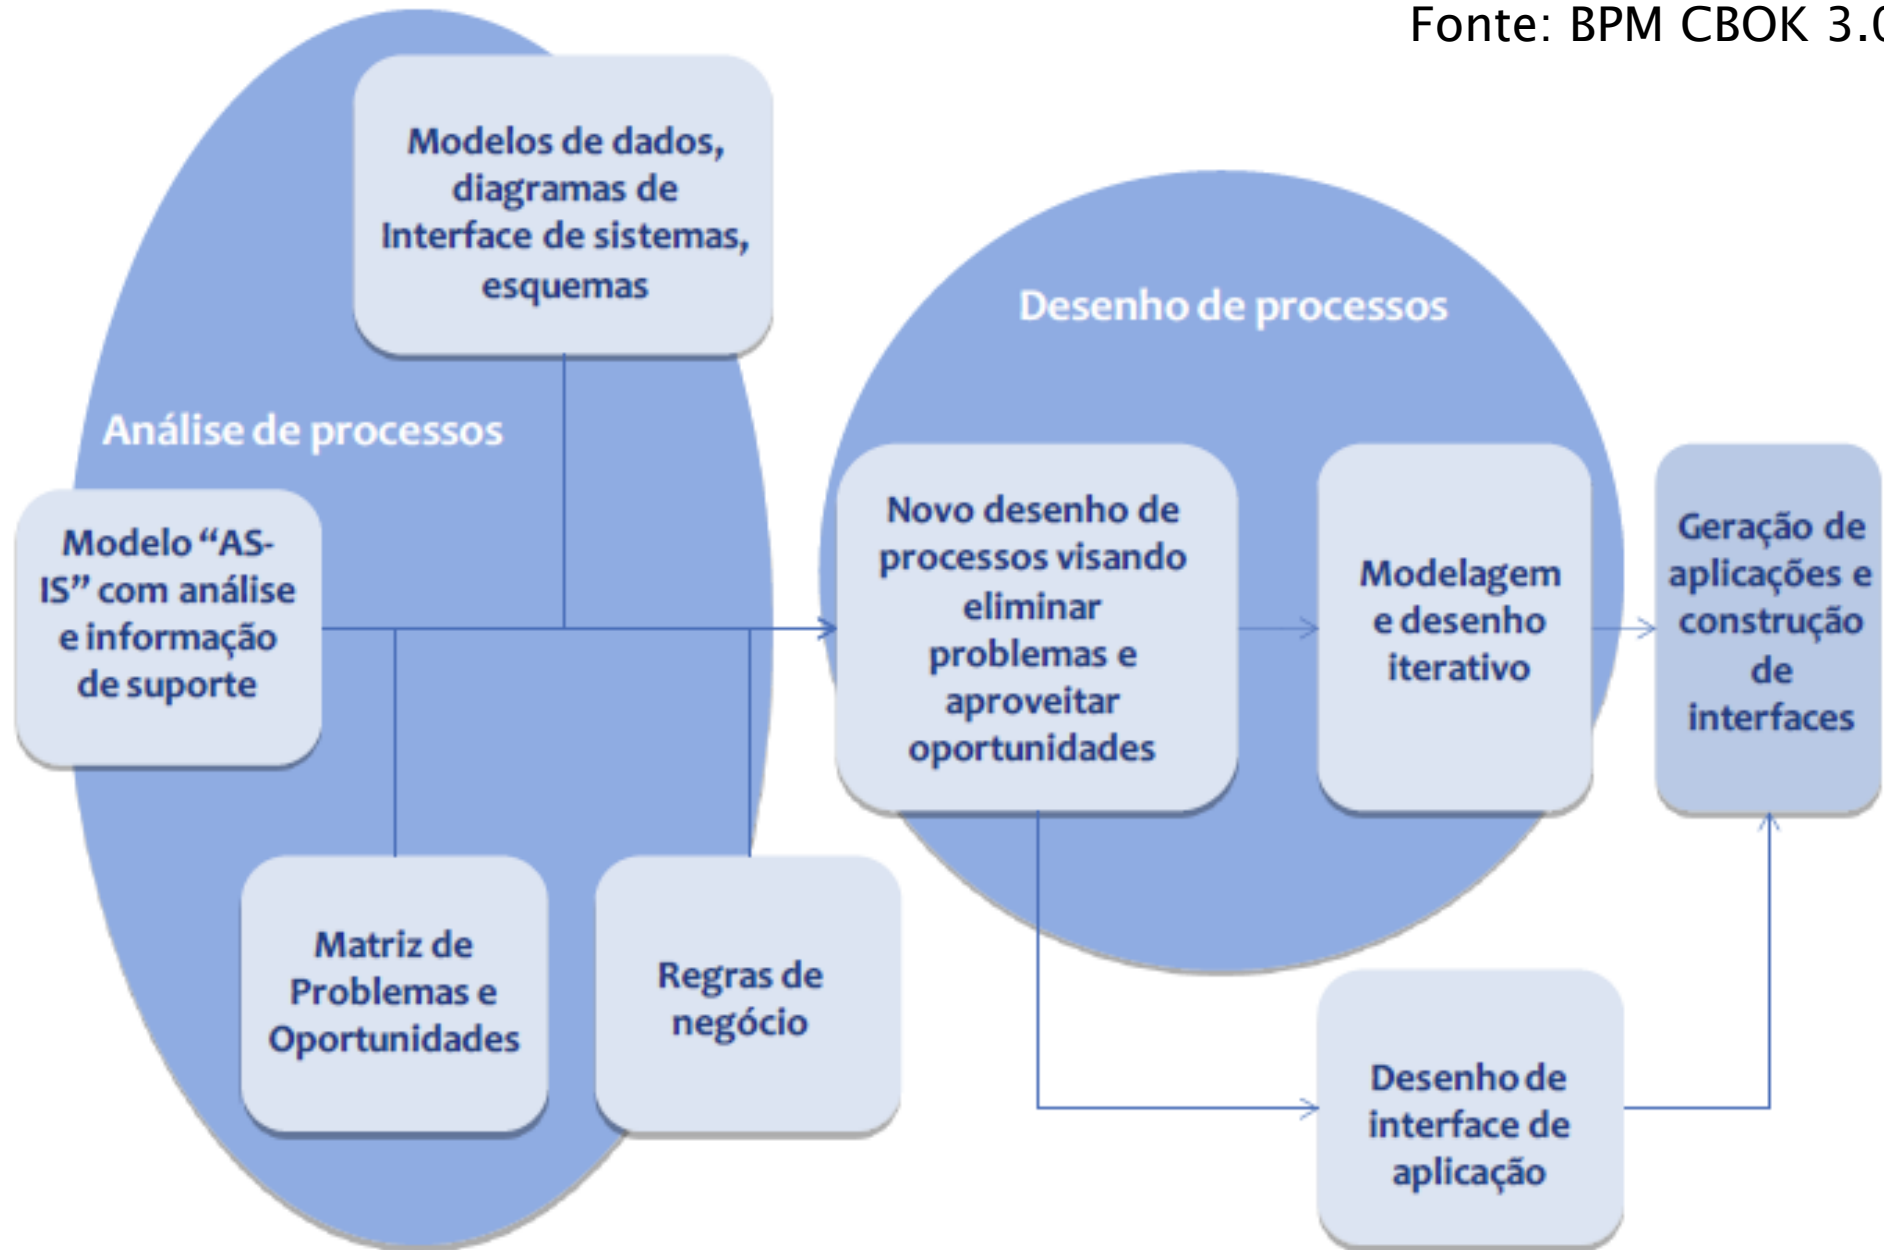 Fonte: BPM CBOK 3.0
Modelos de dados,
diagramas de
Interface de sistemas,
esquemas
Desenho de processos
Análise de processos
Modelo “AS-
IS” com análise
e informação
de suporte
Novo desenho de
processos visando
eliminar
problemas e
aproveitar
oportunidades
Modelagem
e desenho
iterativo
Geração de
aplicações e
construção
de
interfaces
Matriz de
Problemas e
Oportunidades
Regras de
negócio
Desenho de
interface de
aplicação